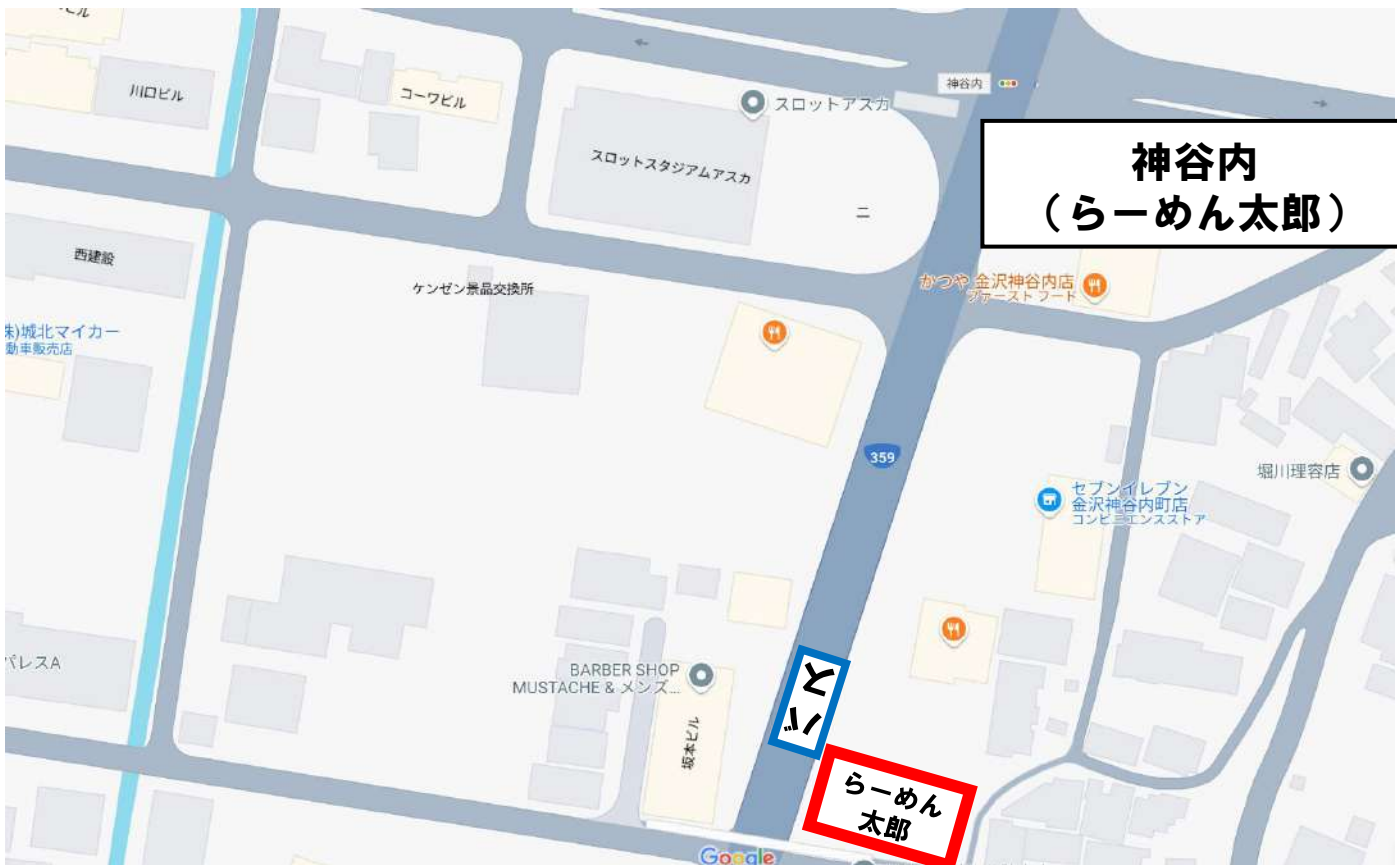 川口ビル
コーワビル
スロットアスカ
神谷内
スロットスタジアムアスカ
神谷内
（らーめん太郎）
西建設
ケンゼン景品交換所
かつや 金沢神谷内店
ファースト フード
株)城北マイカー
動車販売店
359
堀川理容店
セブンイレブン
金沢神谷内町店
コンビニエンスストア
パレスA
BARBER SHOP
MUSTACHE & メンズ...
坂本ビル
バス
らーめん
太郎
Google